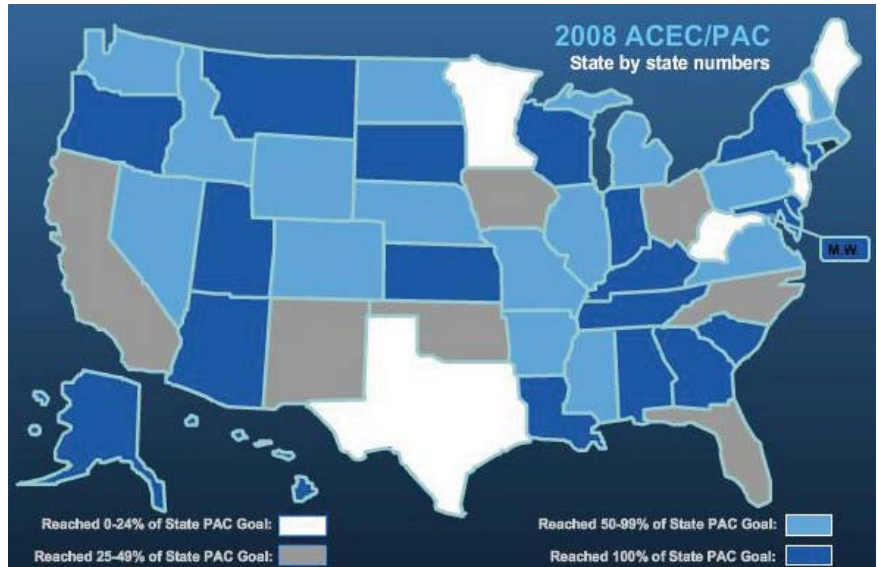 2008 ACEC/PAC
State by state numbers
M.W.
Reached 0-24% of State PAC Goal:
Reached 25-49% of State PAC Goal:
Reached 50-99% of State PAC Goal:
Reached 100% of State PAC Goal: